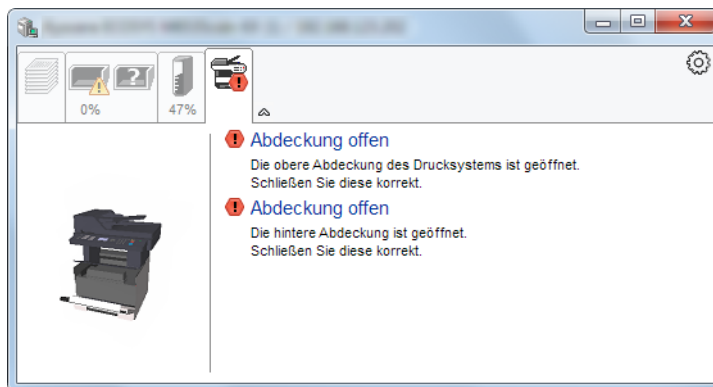 0%
47%
Abdeckung offen
Die obere Abdeckung des Drucksystems ist geöffnet.
Schließen Sie diese korrekt.
Abdeckung offen
Die hintere Abdeckung ist geöffnet.
Schließen Sie diese korrekt.